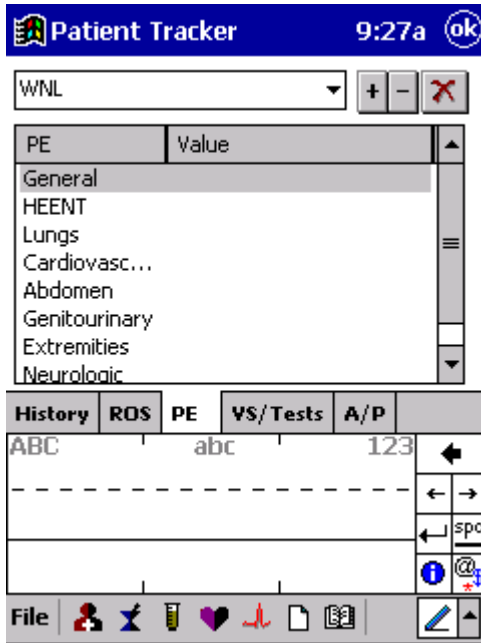 Patient Tracker 9:27a ok
WNL + -
PE Value
General
HEENT
Lungs
Cardiovasc...
Abdomen
Genitourinary
Extremities
Neurologic
History ROS PE VS/Tests A/P
ABC abc 123
spc
@
File